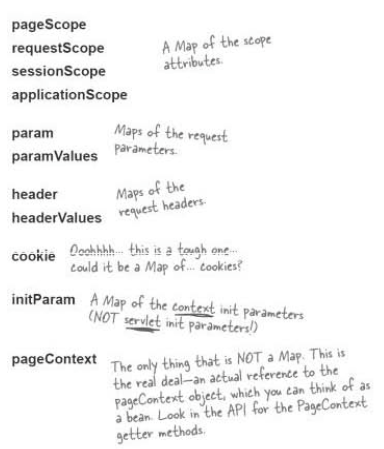 pageScope
requestScope
sessionScope
applicationScope
A Map of the scope
attributes.
param
paramValues
Maps of the request
parameters.
header
headerValues
Maps of the
request headers.
cookie
Ooohhhh... this is a tough one...
could it be a Map of... cookies?
initParam
A Map of the context init parameters
(NOT servlet init parameters!)
pageContext
The only thing that is NOT a Map. This is
the real deal—an actual reference to the
pageContext object, which you can think of as
a bean. Look in the API for the PageContext
getter methods.